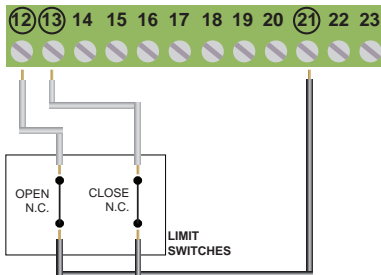 12 13 14 15 16 17 18 19 20 21 22 23
OPEN
N.C.
CLOSE
N.C.
LIMIT
SWITCHES